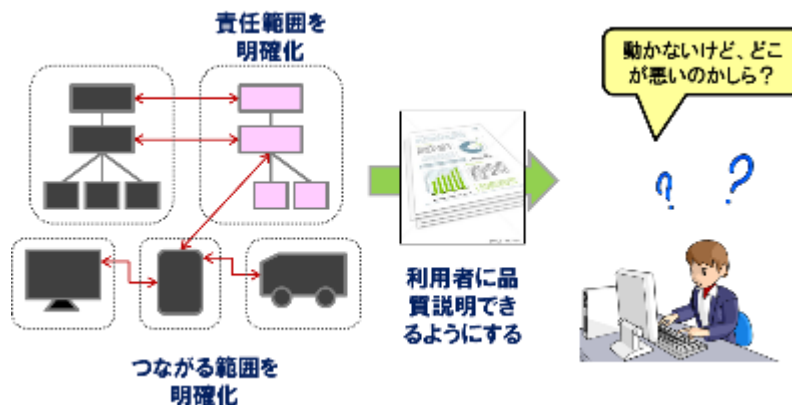 責任範囲を
明確化
動かないけど、どこ
が悪いのかしら？
利用者に品
質説明でき
るようにする
つながる範囲を
明確化